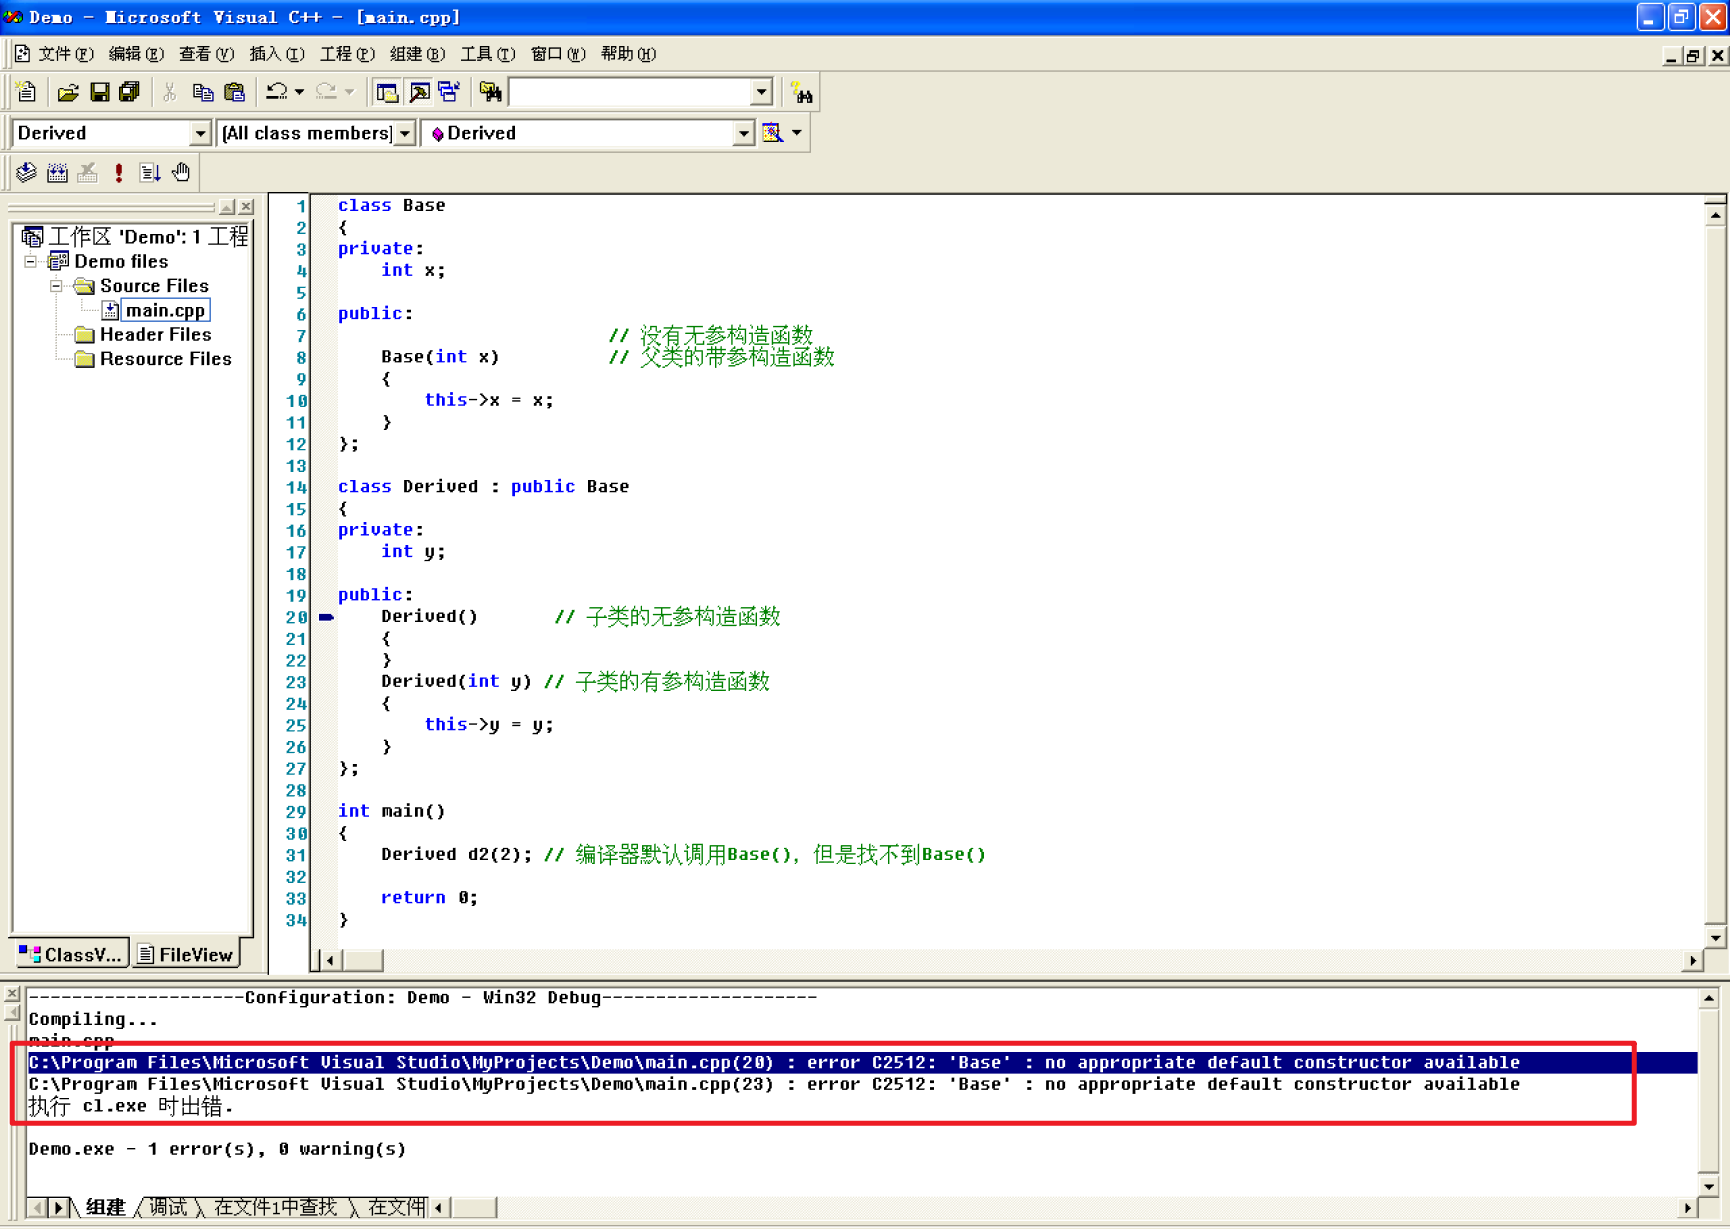 Demo - Microsoft Visual C++ - [main.cpp]
文件(F) 编辑(E) 查看(V) 插入(I) 工程(P) 组建(B) 工具(T) 窗口(W) 帮助(H)
Derived [All class members] Derived
工作区 'Demo': 1 工程
Demo files
Source Files
main.cpp
Header Files
Resource Files
ClassV... FileView
1 class Base
2 {
3 private:
4 int x;
5
6 public:
7 // 没有无参构造函数
8 Base(int x) // 父类的带参构造函数
9 {
10 this->x = x;
11 }
12 };
13
14 class Derived : public Base
15 {
16 private:
17 int y;
18
19 public:
20 Derived() // 子类的无参构造函数
21 {
22 }
23 Derived(int y) // 子类的有参构造函数
24 {
25 this->y = y;
26 }
27 };
28
29 int main()
30 {
31 Derived d2(2); // 编译器默认调用Base(), 但是找不到Base()
32
33 return 0;
34 }
--------------------Configuration: Demo - Win32 Debug--------------------
Compiling...
main.cpp
C:\Program Files\Microsoft Visual Studio\MyProjects\Demo\main.cpp(20) : error C2512: 'Base' : no appropriate default constructor available
C:\Program Files\Microsoft Visual Studio\MyProjects\Demo\main.cpp(23) : error C2512: 'Base' : no appropriate default constructor available
执行 cl.exe 时出错.
Demo.exe - 1 error(s), 0 warning(s)
组建 调试 在文件1中查找 在文件